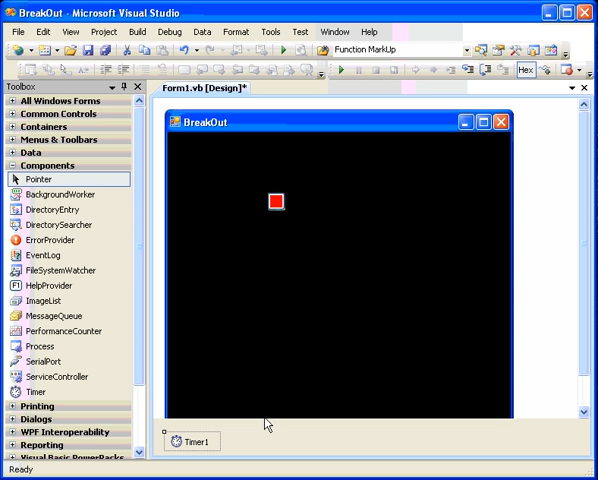 BreakOut - Microsoft Visual Studio
File Edit View Project Build Debug Data Format Tools Test Window Help
Function MarkUp
Hex
Toolbox
Form1.vb [Design]*
All Windows Forms
Common Controls
Containers
Menus & Toolbars
Data
Components
Pointer
BackgroundWorker
DirectoryEntry
DirectorySearcher
ErrorProvider
EventLog
FileSystemWatcher
HelpProvider
ImageList
MessageQueue
PerformanceCounter
Process
SerialPort
ServiceController
Timer
Printing
Dialogs
WPF Interoperability
Reporting
Visual Basic PowerPacks
BreakOut
Timer1
Ready